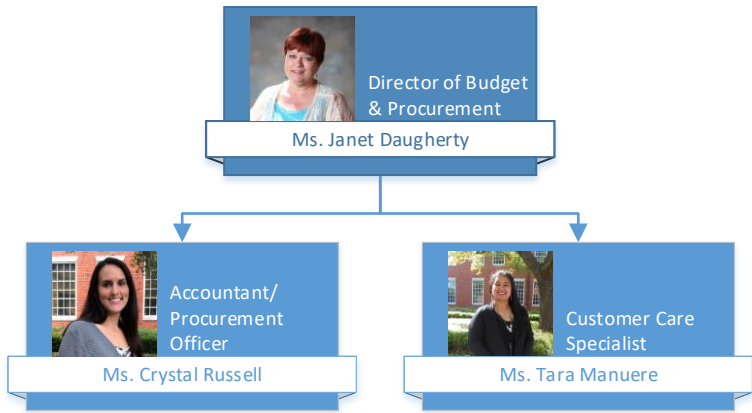 Director of Budget
& Procurement
Ms. Janet Daugherty
Accountant/
Procurement
Officer
Ms. Crystal Russell
Customer Care
Specialist
Ms. Tara Manuere